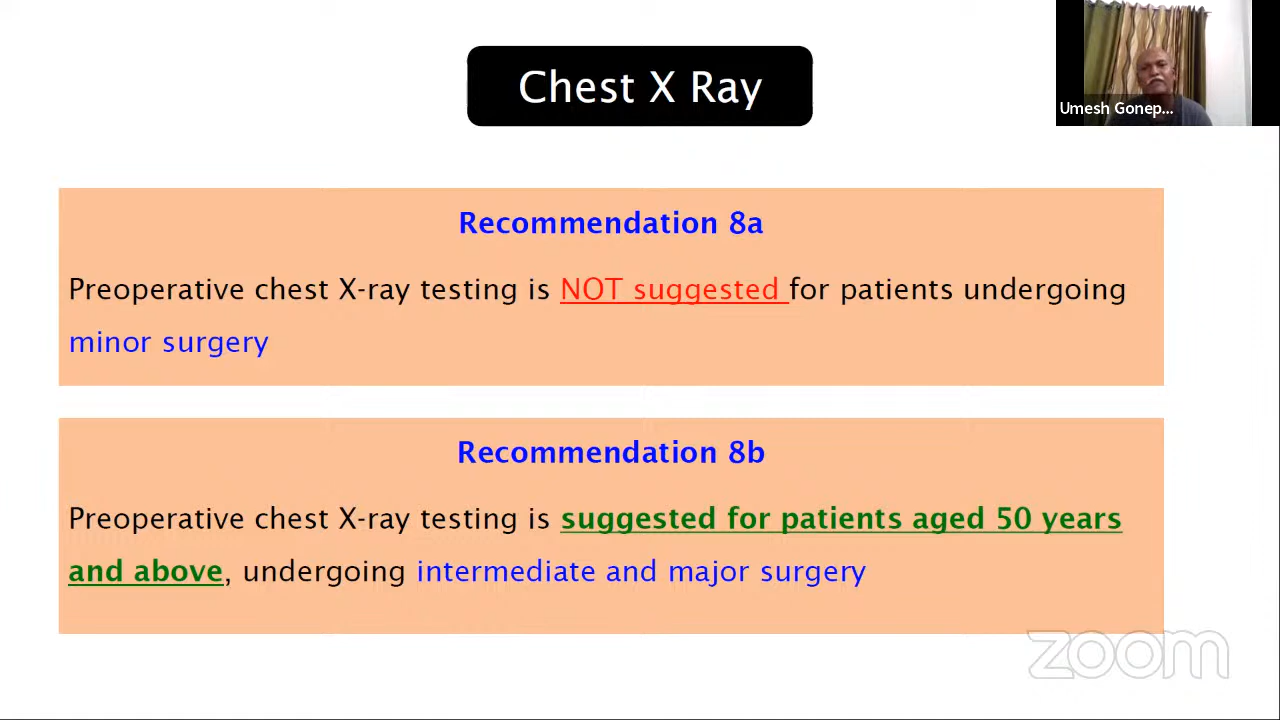 Chest X Ray
Umesh Gonep...
Recommendation 8a
Preoperative chest X-ray testing is NOT suggested for patients undergoing
minor surgery
Recommendation 8b
Preoperative chest X-ray testing is suggested for patients aged 50 years
and above, undergoing intermediate and major surgery
zoom